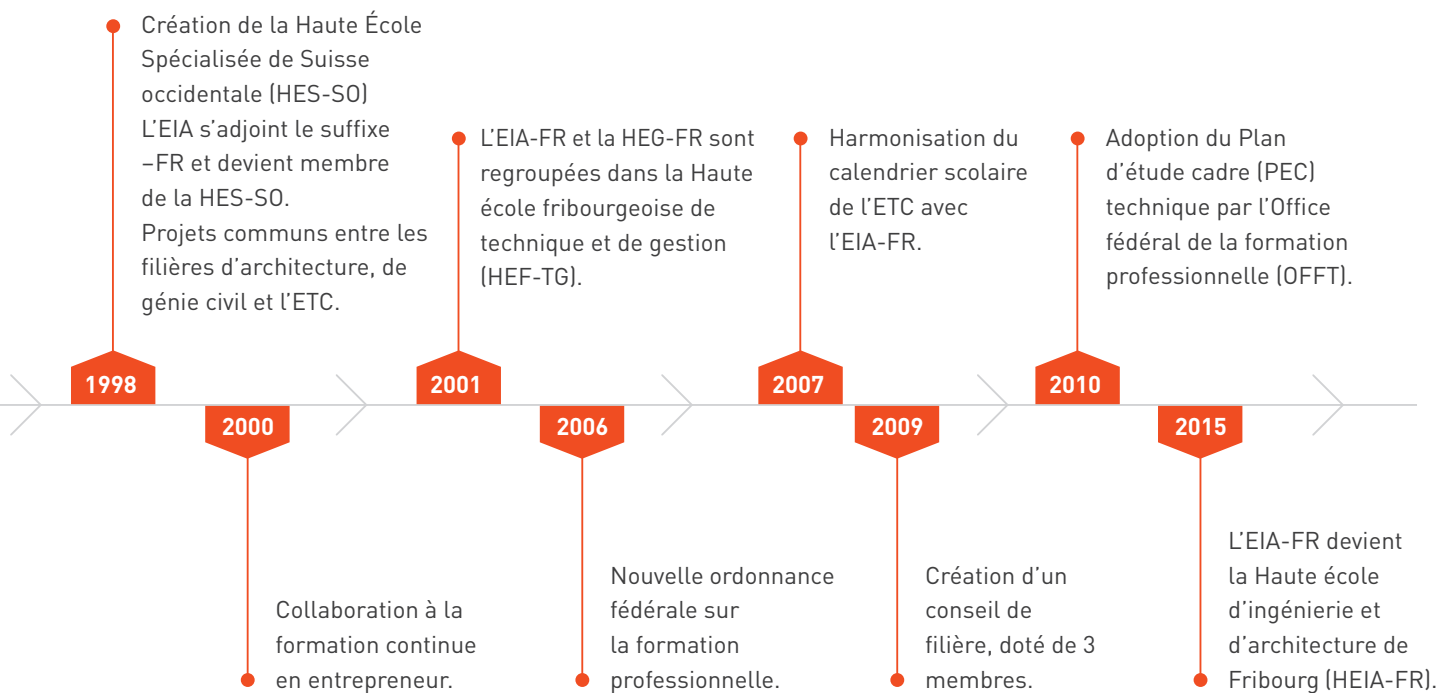 Création de la Haute École
Spécialisée de Suisse
occidentale (HES-SO)
L’EIA s’adjoint le suffixe
–FR et devient membre
de la HES-SO.
Projets communs entre les
filières d’architecture, de
génie civil et l’ETC.
1998
2000
Collaboration à la
formation continue
en entrepreneur.
L’EIA-FR et la HEG-FR sont
regroupées dans la Haute
école fribourgeoise de
technique et de gestion
(HEF-TG).
2001
2006
Nouvelle ordonnance
fédérale sur
la formation
professionnelle.
Harmonisation du
calendrier scolaire
de l’ETC avec
l’EIA-FR.
2007
2009
Création d’un
conseil de
filière, doté de 3
membres.
Adoption du Plan
d’étude cadre (PEC)
technique par l’Office
fédéral de la formation
professionnelle (OFFT).
2010
2015
L’EIA-FR devient
la Haute école
d’ingénierie et
d’architecture de
Fribourg (HEIA-FR).